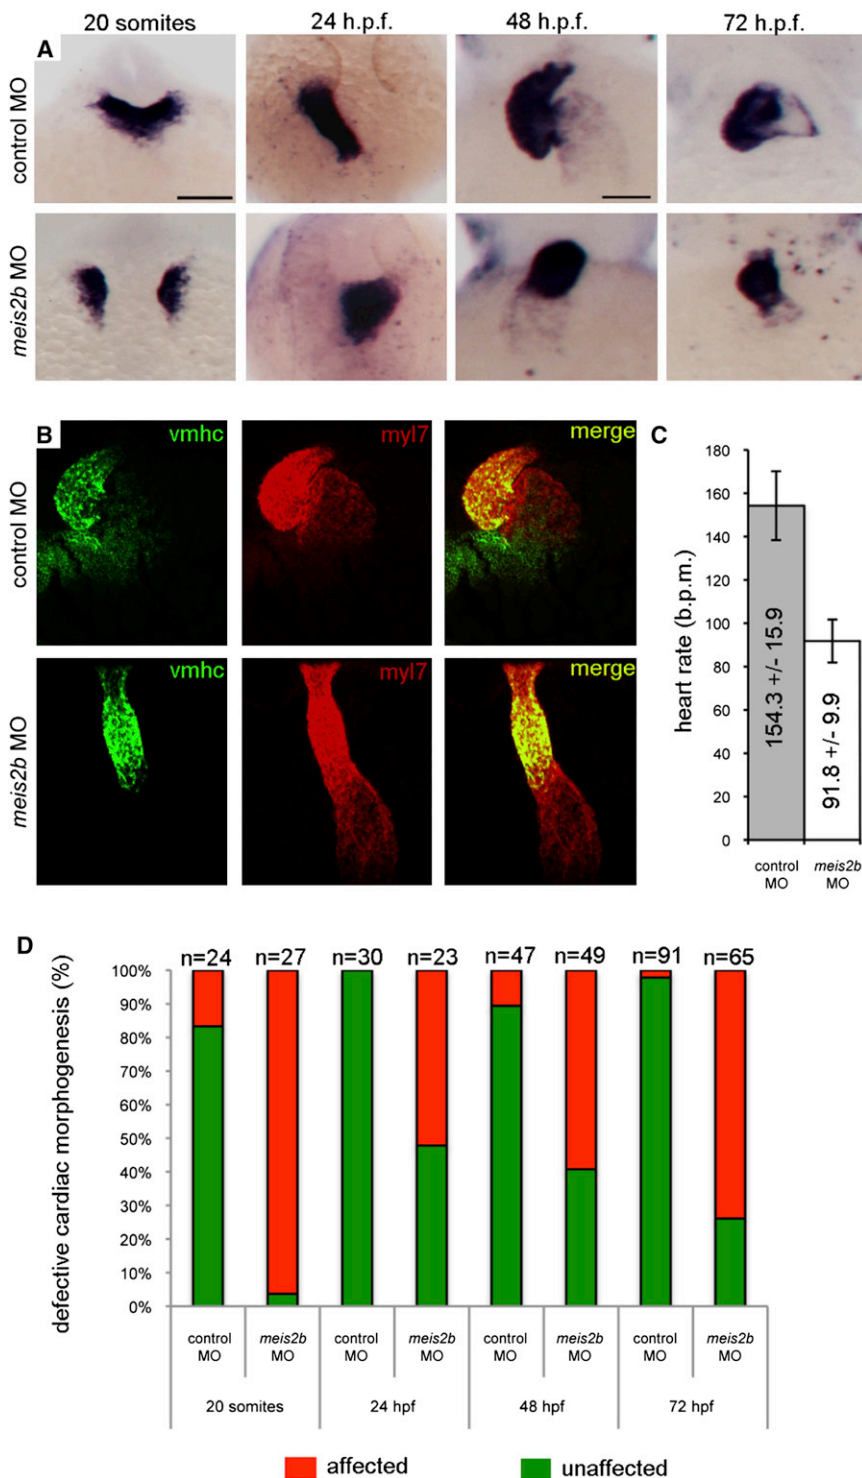 20 somites 24 h.p.f. 48 h.p.f. 72 h.p.f.
A
control MO
meis2b MO
B
vmhc myl7 merge
control MO
vmhc myl7 merge
meis2b MO
C
heart rate (b.p.m.)
180
160
140
120
100
80
60
40
20
0
154.3 +/- 15.9
91.8 +/- 9.9
control MO
meis2b MO
D
defective cardiac morphogenesis (%)
n=24 n=27 n=30 n=23 n=47 n=49 n=91 n=65
100%
90%
80%
70%
60%
50%
40%
30%
20%
10%
0%
control meis2b control meis2b control meis2b control meis2b
MO MO MO MO MO MO MO MO
20 somites 24 hpf 48 hpf 72 hpf
affected unaffected